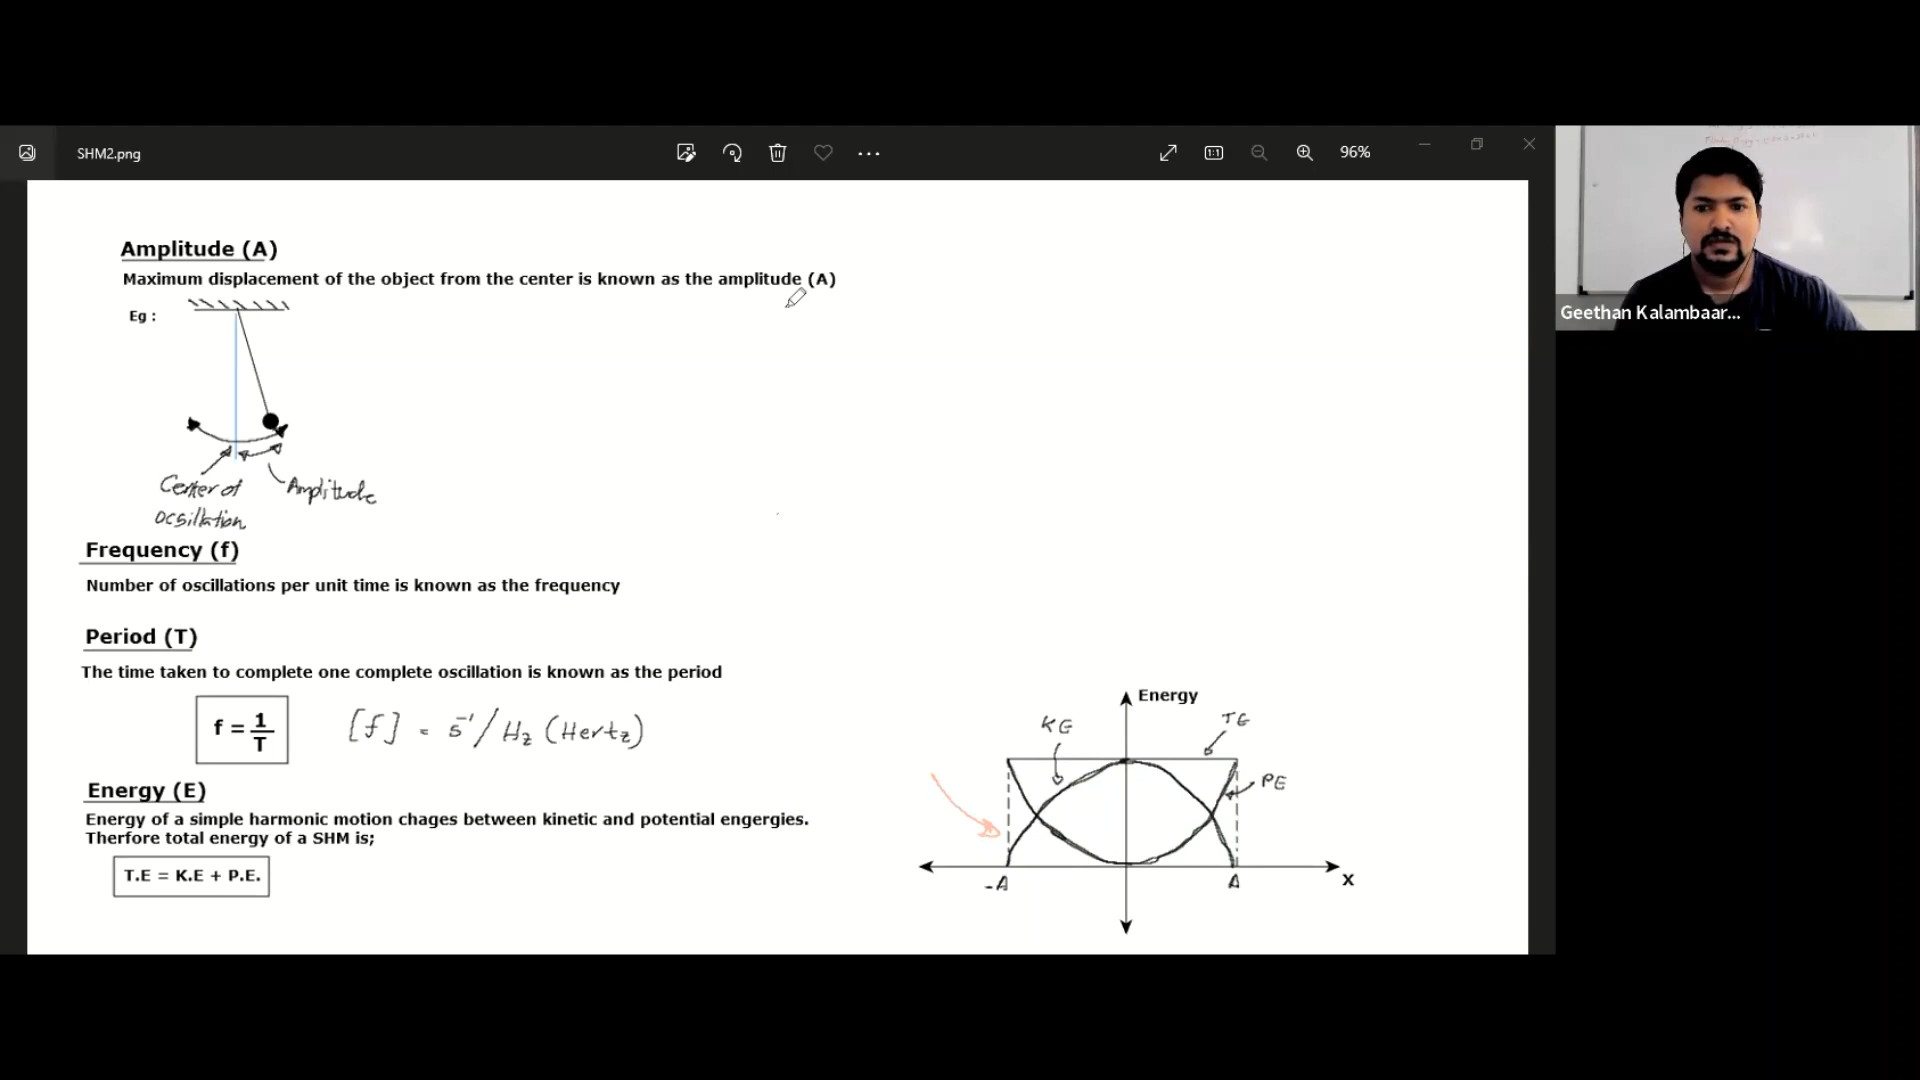 SHM2.png
96%
Amplitude (A)
Maximum displacement of the object from the center is known as the amplitude (A)
Eg :
Center of
ocsillation
Amplitude
Frequency (f)
Number of oscillations per unit time is known as the frequency
Period (T)
The time taken to complete one complete oscillation is known as the period
f = 1/T
[f] = s⁻¹/Hz (Hertz)
Energy (E)
Energy of a simple harmonic motion chages between kinetic and potential engergies.
Therfore total energy of a SHM is;
T.E = K.E + P.E.
Energy
KE
TE
PE
-A
A
X
Geethan Kalambaar...